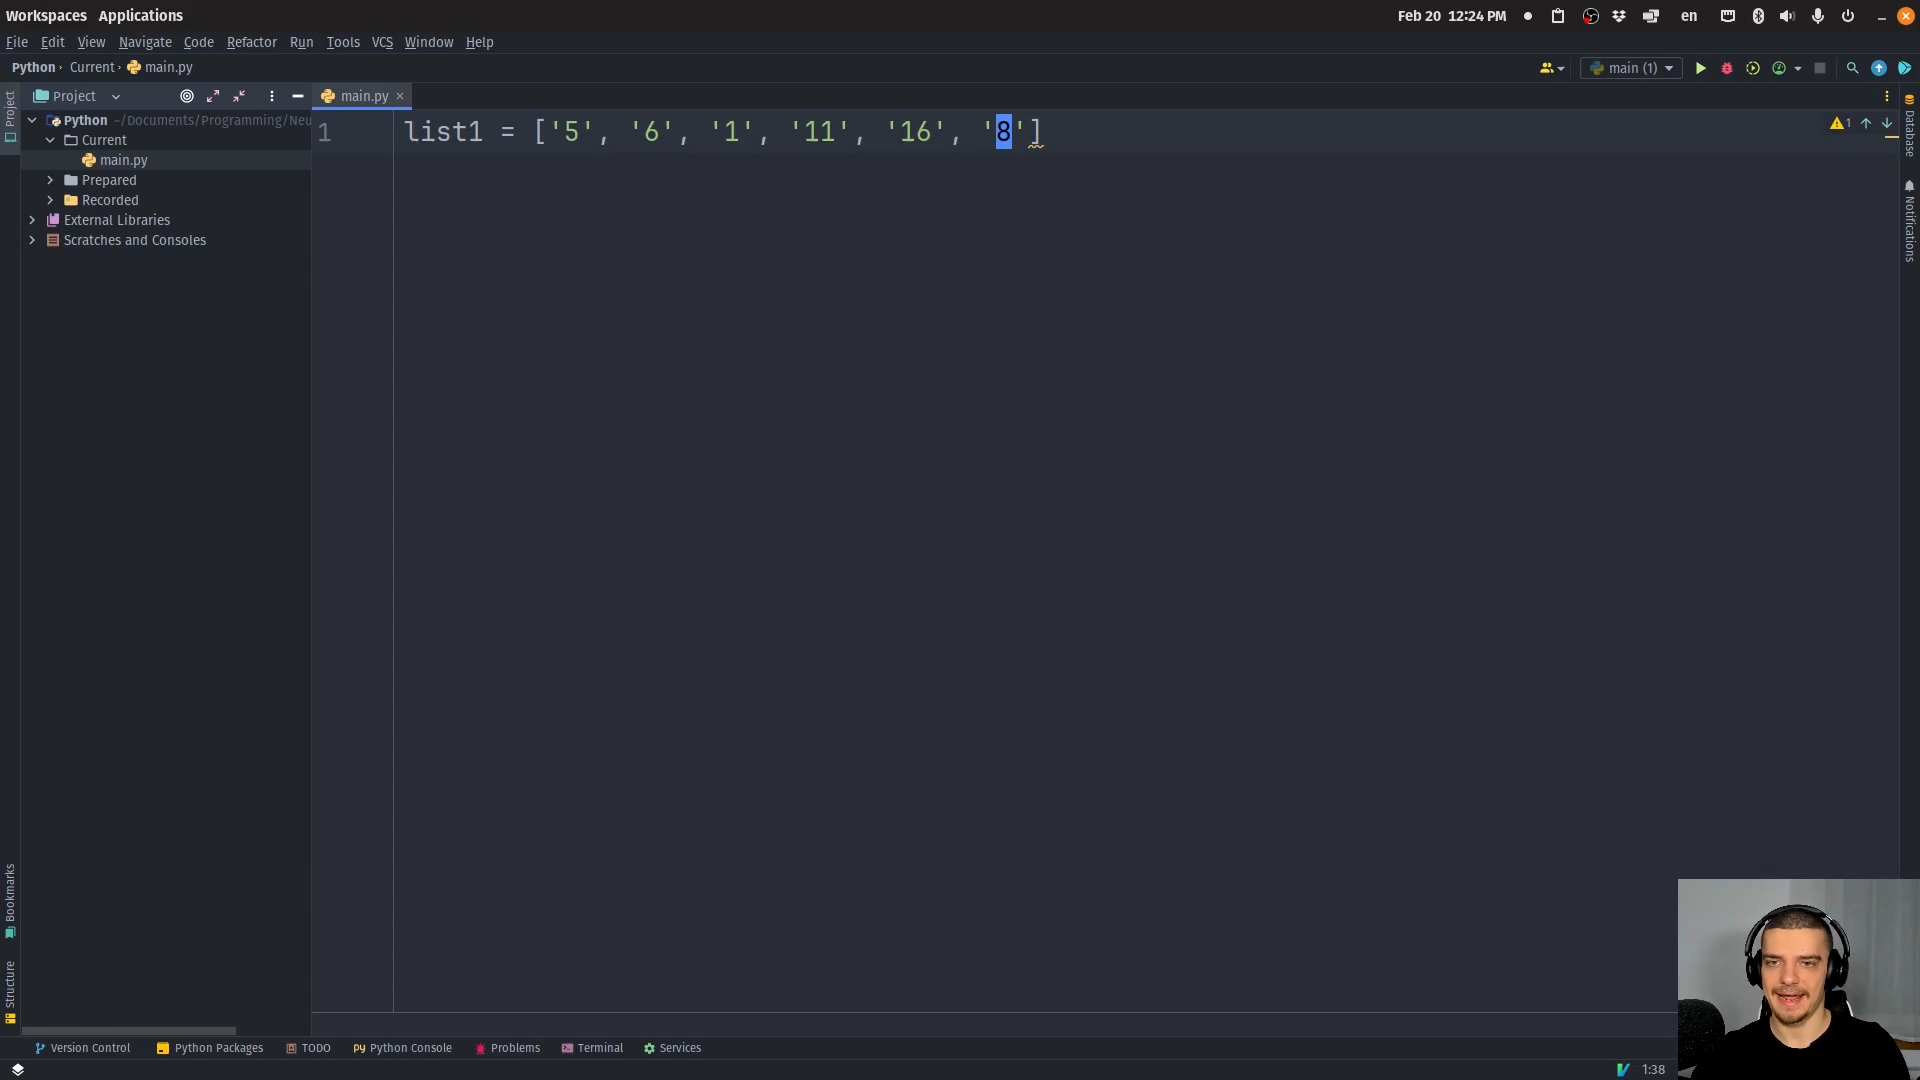 Workspaces Applications Feb 20 12:24 PM en
File Edit View Navigate Code Refactor Run Tools VCS Window Help
Python Current main.py main (1)
Project Project main.py Database
Python ~/Documents/Programming/Neu
1 list1 = ['5', '6', '1', '11', '16', '8'] 1
Current
main.py
Prepared
Recorded
Notifications
External Libraries
Scratches and Consoles
Bookmarks
Structure
Version Control Python Packages TODO Python Console Problems Terminal Services
1:38